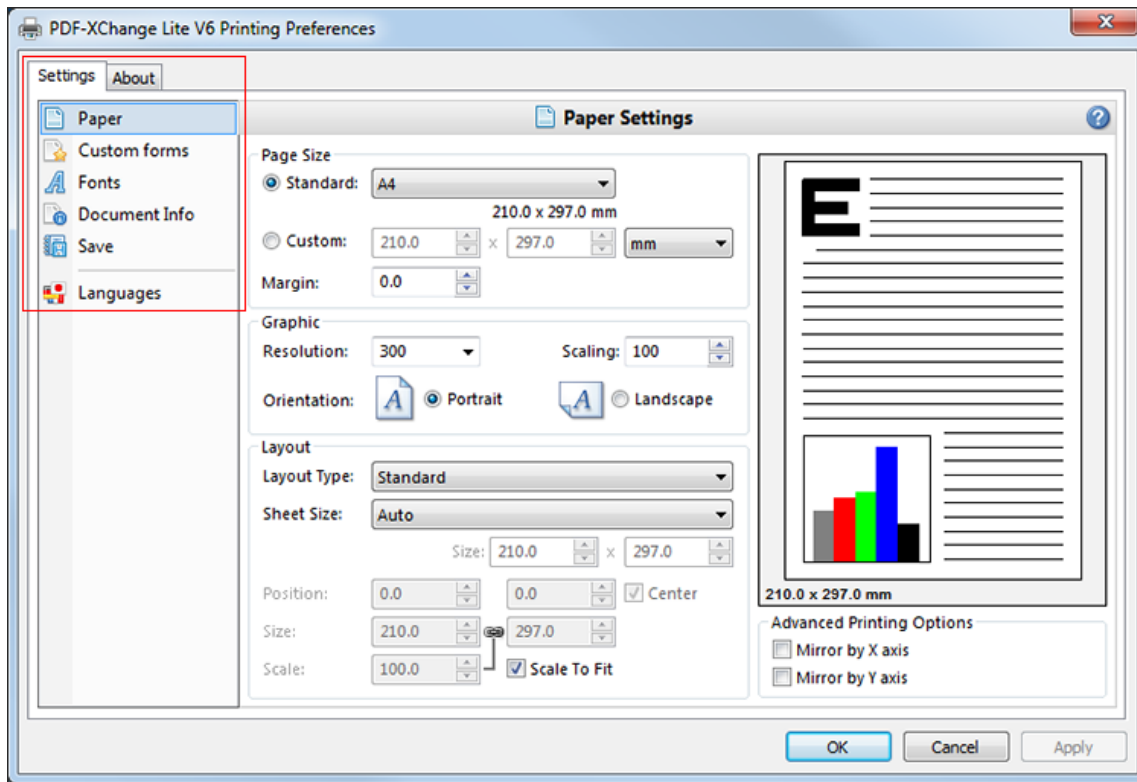 PDF-XChange Lite V6 Printing Preferences
Settings About
Paper
Custom forms
Fonts
Document Info
Save
Languages
Paper Settings
Page Size
Standard: A4
210.0 x 297.0 mm
Custom: 210.0 x 297.0 mm
Margin: 0.0
Graphic
Resolution: 300 Scaling: 100
Orientation: A Portrait A Landscape
Layout
Layout Type: Standard
Sheet Size: Auto
Size: 210.0 x 297.0
Position: 0.0 0.0 Center
Size: 210.0 297.0
Scale: 100.0 Scale To Fit
E
210.0 x 297.0 mm
Advanced Printing Options
Mirror by X axis
Mirror by Y axis
OK Cancel Apply